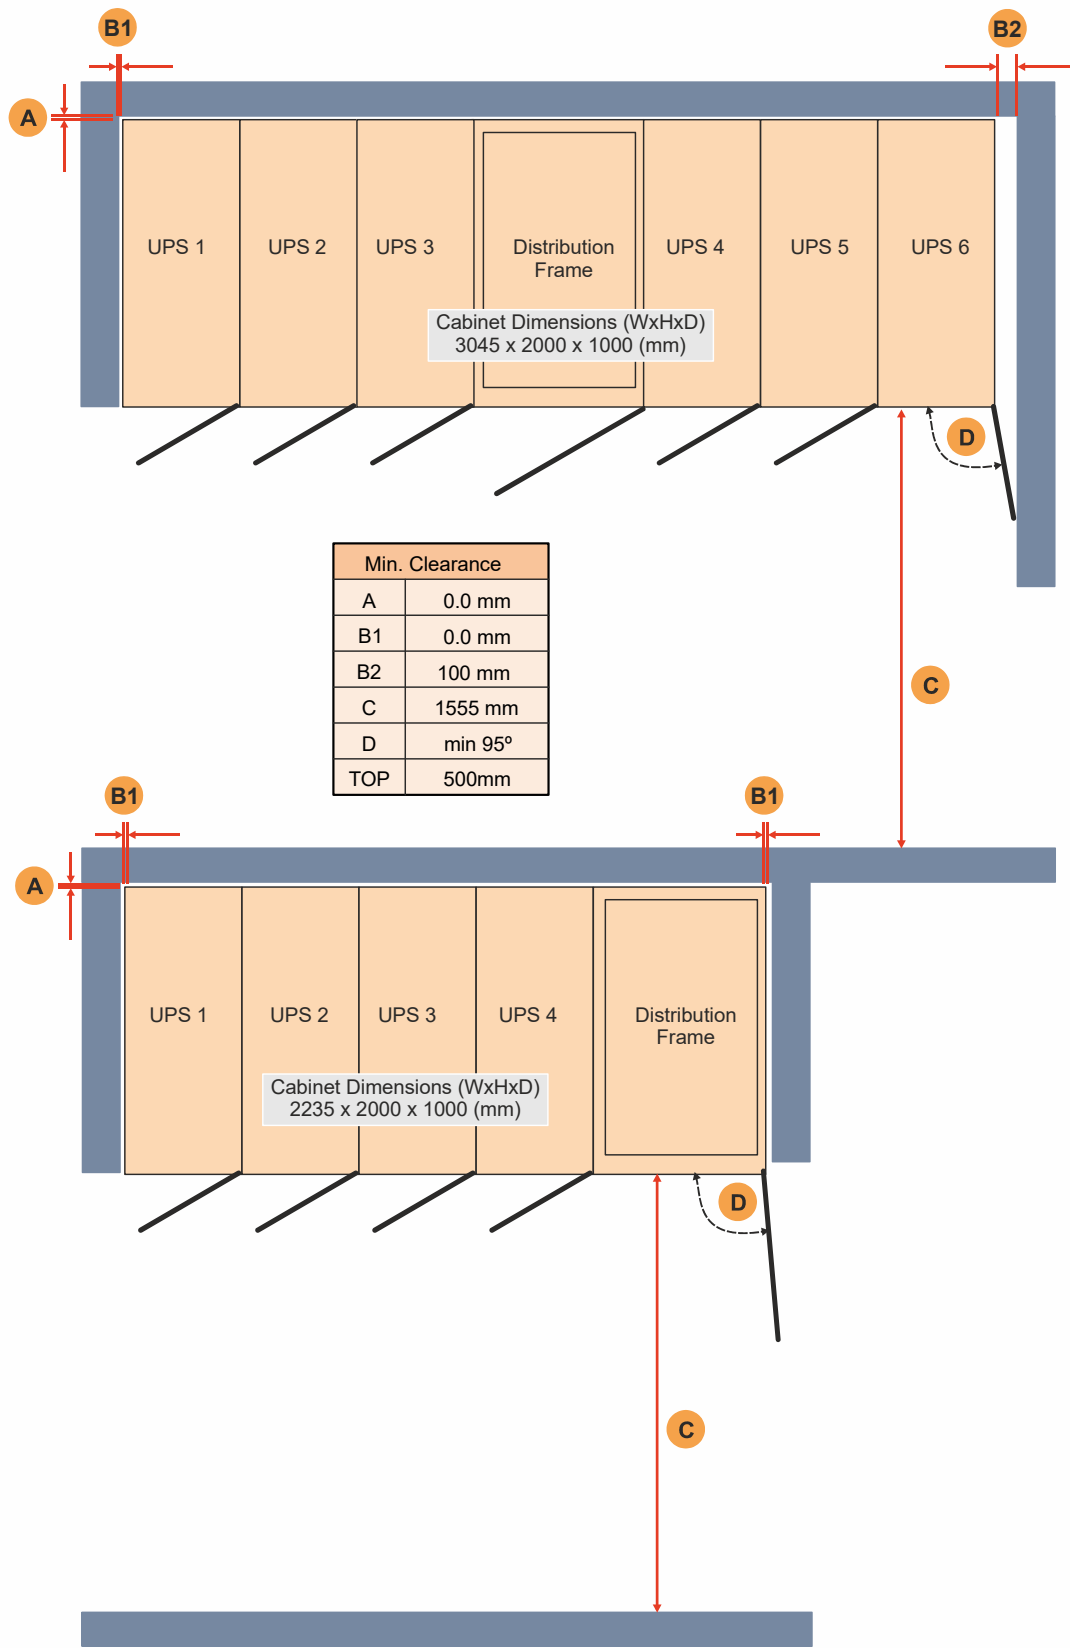 B1
B2
A
UPS 1
UPS 2
UPS 3
Distribution
Frame
UPS 4
UPS 5
UPS 6
Cabinet Dimensions (WxHxD)
3045 x 2000 x 1000 (mm)
D
Min. Clearance
A 0.0 mm
B1 0.0 mm
B2 100 mm
C 1555 mm
D min 95º
TOP 500mm
C
B1
B1
A
UPS 1
UPS 2
UPS 3
UPS 4
Distribution
Frame
Cabinet Dimensions (WxHxD)
2235 x 2000 x 1000 (mm)
D
C